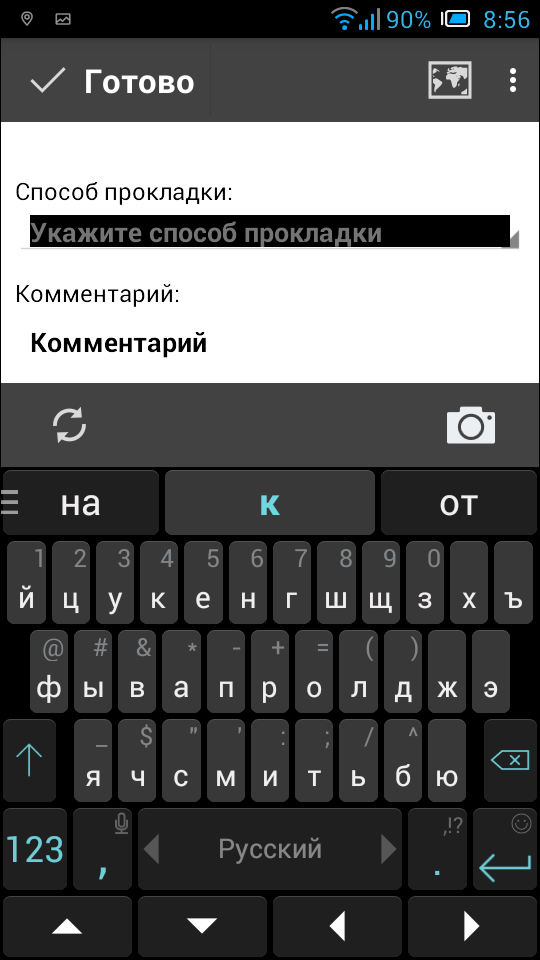 90% 8:56
Готово
Способ прокладки:
Укажите способ прокладки
Комментарий:
Комментарий
на к от
1 2 3 4 5 6 7 8 9 0
й ц у к е н г ш щ з х ъ
@ # & * - + = ( )
ф ы в а п р о л д ж э
_ $ " ' : ; / ^
я ч с м и т ь б ю
,!?
123 , Русский .